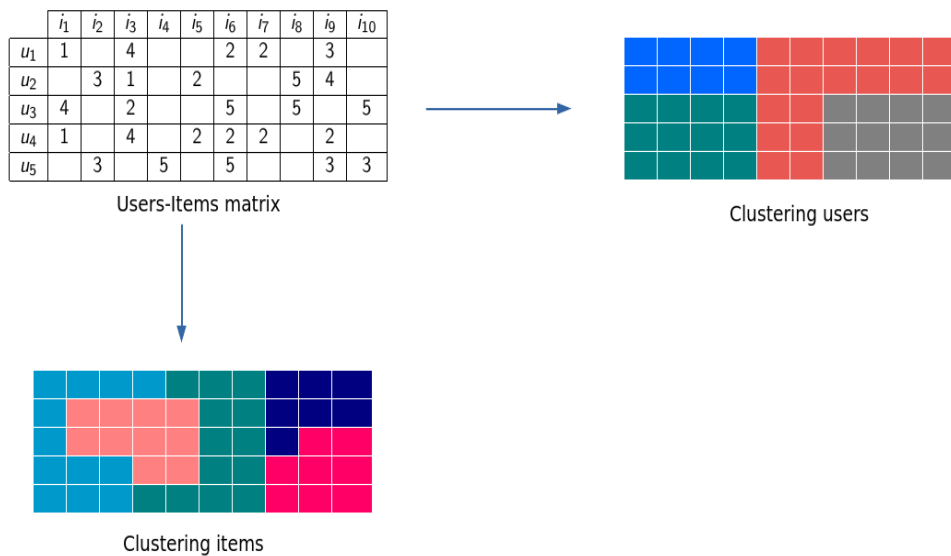 i1 i2 i3 i4 i5 i6 i7 i8 i9 i10
u1 1 4 2 2 3
u2 3 1 2 5 4
u3 4 2 5 5 5
u4 1 4 2 2 2 2
u5 3 5 5 3 3
Users-Items matrix
Clustering users
Clustering items